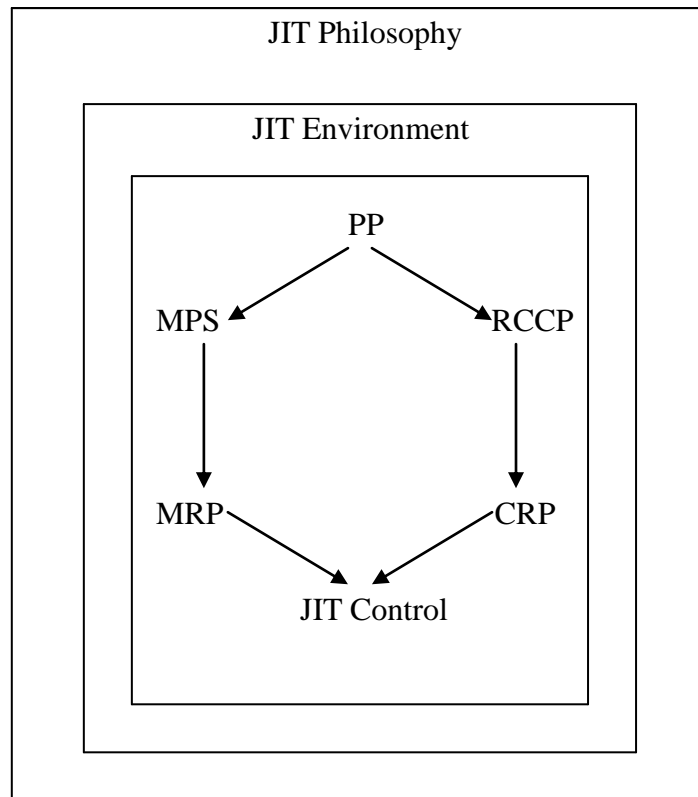 JIT Philosophy
JIT Environment
PP
MPS RCCP
MRP CRP
JIT Control